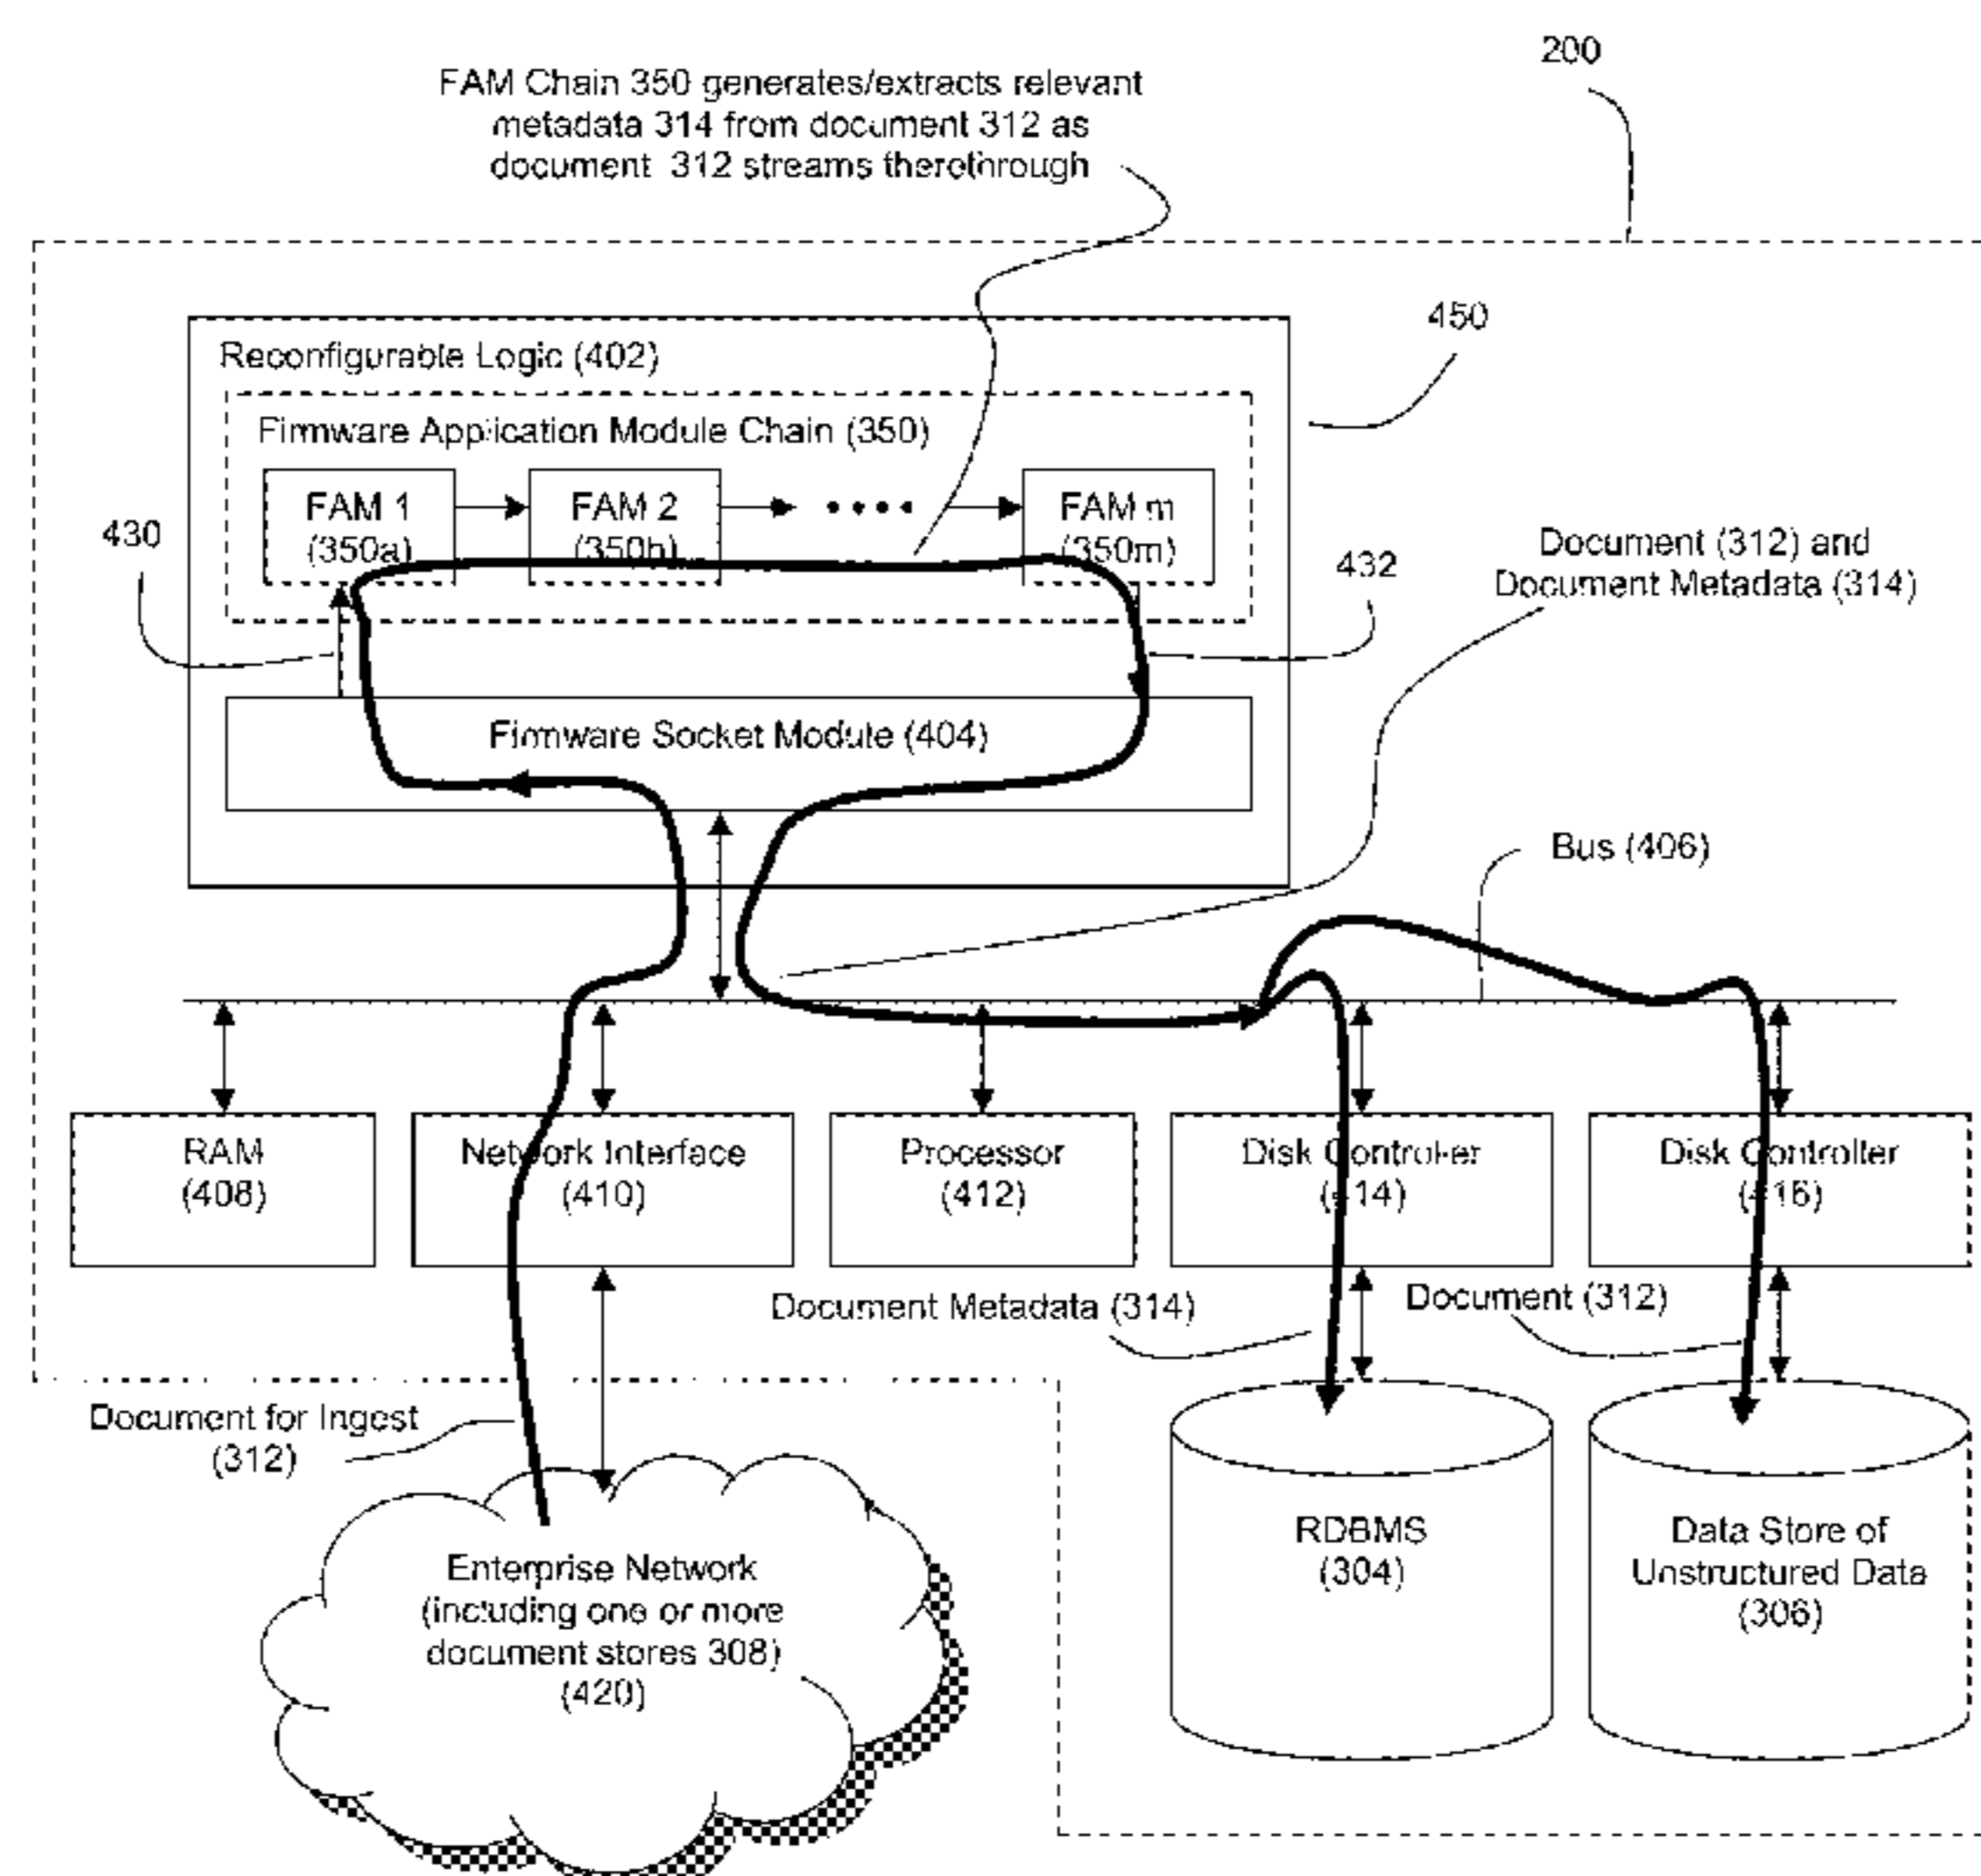 200
FAM Chain 350 generates/extracts relevant
metadata 314 from document 312 as
document 312 streams therethrough
450
Reconfigurable Logic (402)
Firmware Application Module Chain (350)
FAM 1
(350a)
FAM 2
(350b)
FAM m
(350m)
430
432
Document (312) and
Document Metadata (314)
Firmware Socket Module (404)
Bus (406)
RAM
(408)
Network Interface
(410)
Processor
(412)
Disk Controller
(414)
Disk Controller
(416)
Document Metadata (314)
Document (312)
Document for Ingest
(312)
Enterprise Network
(including one or more
document stores 308)
(420)
RDBMS
(304)
Data Store of
Unstructured Data
(306)